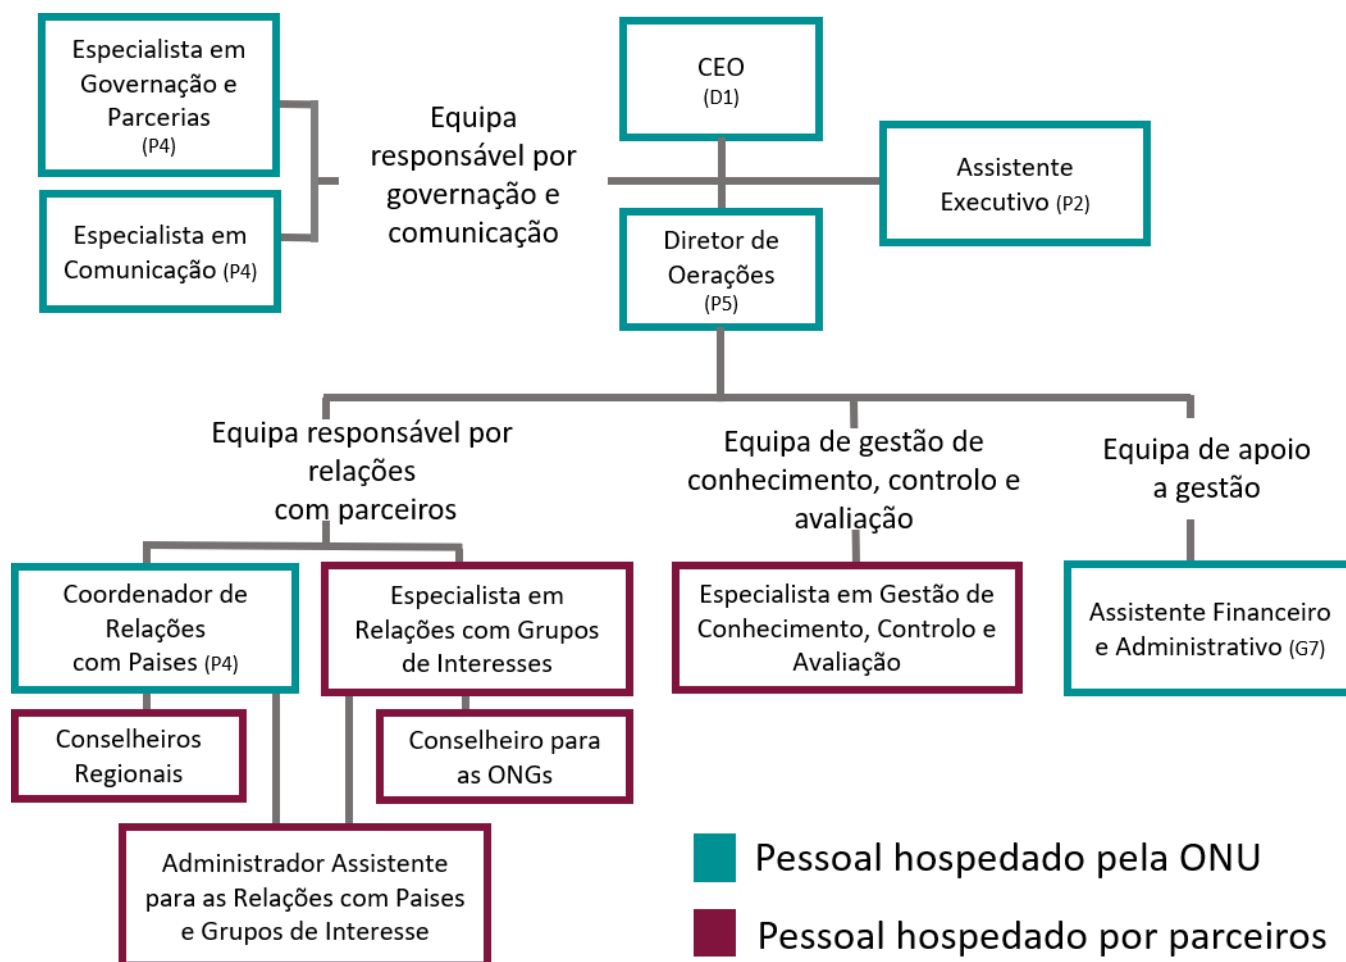 Especialista em
Governação e
Parcerias
(P4)
Especialista em
Comunicação (P4)
Equipa
responsável por
governação e
comunicação
CEO
(D1)
Assistente
Executivo (P2)
Diretor de
Oerações
(P5)
Equipa responsável por
relações
com parceiros
Equipa de gestão de
conhecimento, controlo e
avaliação
Equipa de apoio
a gestão
Coordenador de
Relações
com Paises (P4)
Especialista em
Relações com Grupos
de Interesses
Especialista em Gestão de
Conhecimento, Controlo e
Avaliação
Assistente Financeiro
e Administrativo (G7)
Conselheiros
Regionais
Conselheiro para
as ONGs
Administrador Assistente
para as Relações com Paises
e Grupos de Interesse
Pessoal hospedado pela ONU
Pessoal hospedado por parceiros